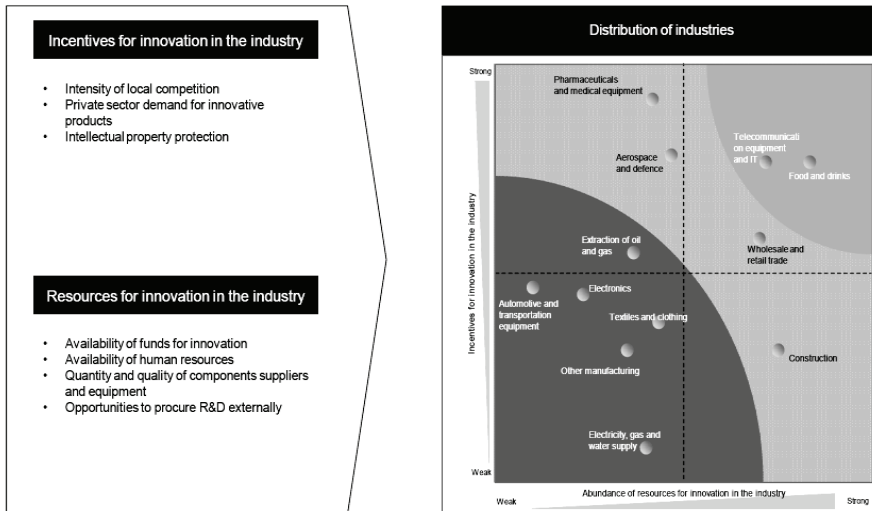 Incentives for innovation in the industry
• Intensity of local competition
• Private sector demand for innovative
products
• Intellectual property protection
Resources for innovation in the industry
• Availability of funds for innovation
• Availability of human resources
• Quantity and quality of components suppliers
and equipment
• Opportunities to procure R&D externally
Distribution of industries
Strong
Incentives for innovation in the industry
Weak
Pharmaceuticals
and medical equipment
Aerospace
and defence
Telecommunicati
on equipment
and IT
Food and drinks
Extraction of oil
and gas
Wholesale and
retail trade
Electronics
Automotive and
transportation
equipment
Textiles and clothing
Other manufacturing
Construction
Electricity, gas and
water supply
Weak
Abundance of resources for innovation in the industry
Strong